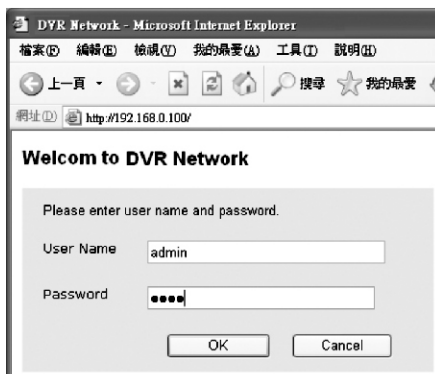 DVR Network - Microsoft Internet Explorer
檔案(F) 編輯(E) 檢視(V) 我的最愛(A) 工具(T) 說明(H)
上一頁 搜尋 我的最愛
網址(D) http://192.168.0.100/
Welcom to DVR Network
Please enter user name and password.
User Name admin
Password ●●●●
OK Cancel